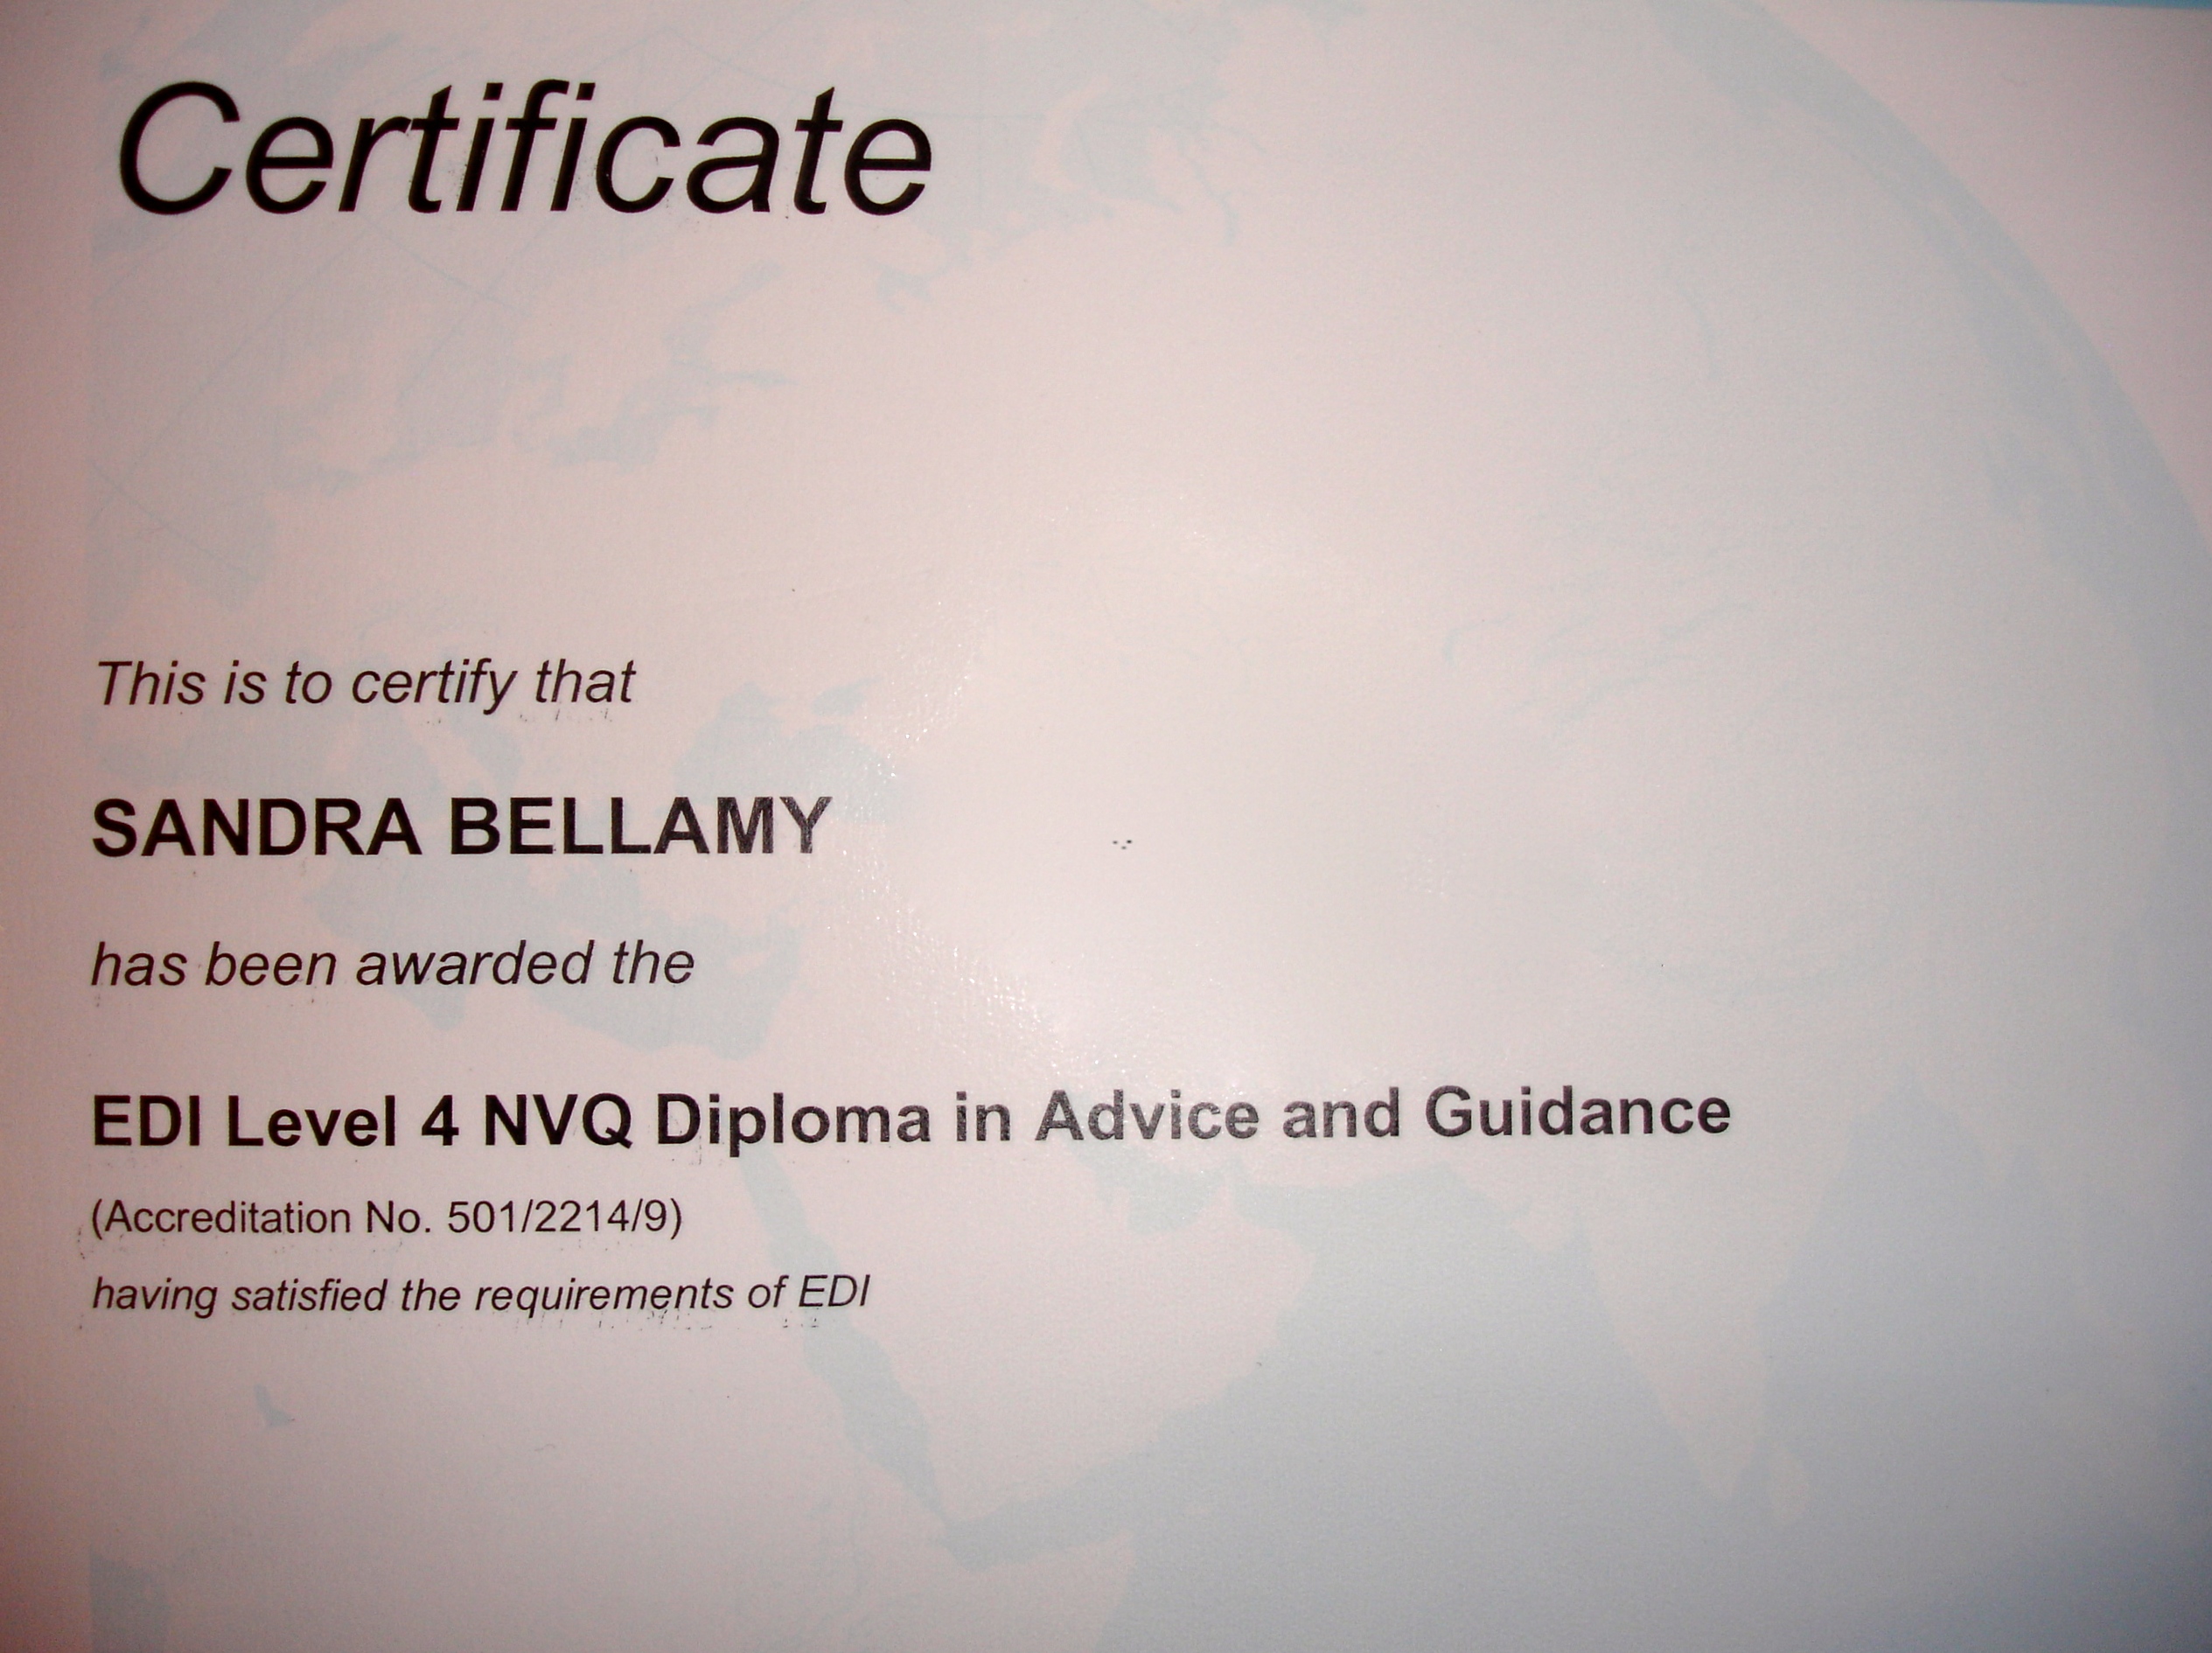 Certificate
This is to certify that
SANDRA BELLAMY
has been awarded the
EDI Level 4 NVQ Diploma in Advice and Guidance
(Accreditation No. 501/2214/9)
having satisfied the requirements of EDI